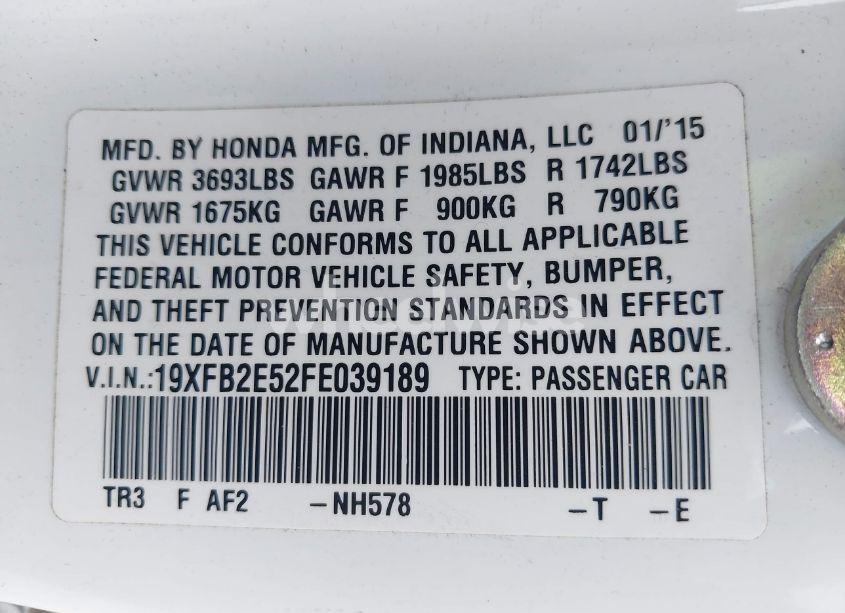 MFD. BY HONDA MFG. OF INDIANA, LLC 01/'15
GVWR 3693LBS GAWR F 1985LBS R 1742LBS
GVWR 1675KG GAWR F 900KG R 790KG
THIS VEHICLE CONFORMS TO ALL APPLICABLE
FEDERAL MOTOR VEHICLE SAFETY, BUMPER,
AND THEFT PREVENTION STANDARDS IN EFFECT
ON THE DATE OF MANUFACTURE SHOWN ABOVE.
V.I.N.:19XFB2E52FE039189 TYPE: PASSENGER CAR
TR3 F AF2 -NH578 -T -E